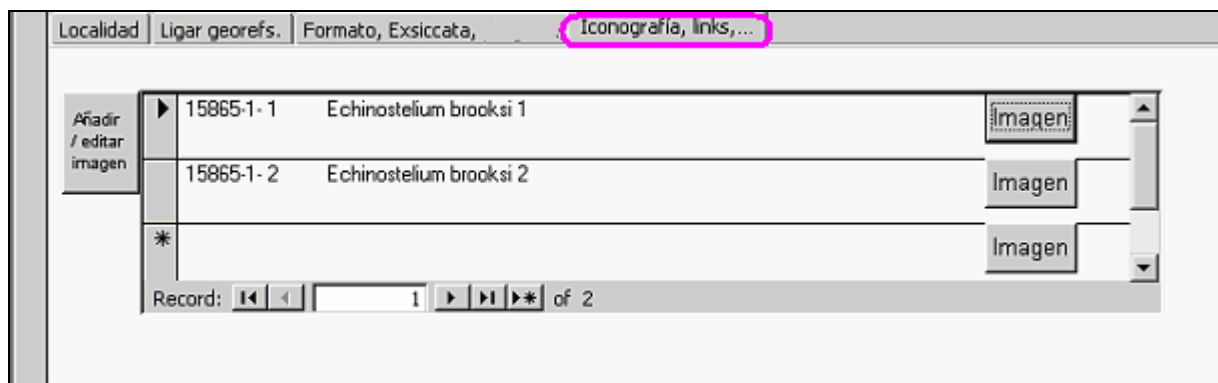 Localidad Ligar georefs. Formato, Exsiccata, Iconografía, links,...
Añadir
/ editar
imagen
15865-1- 1 Echinostelium brooksi 1 Imagen
15865-1- 2 Echinostelium brooksi 2 Imagen
* Imagen
Record: 1 of 2